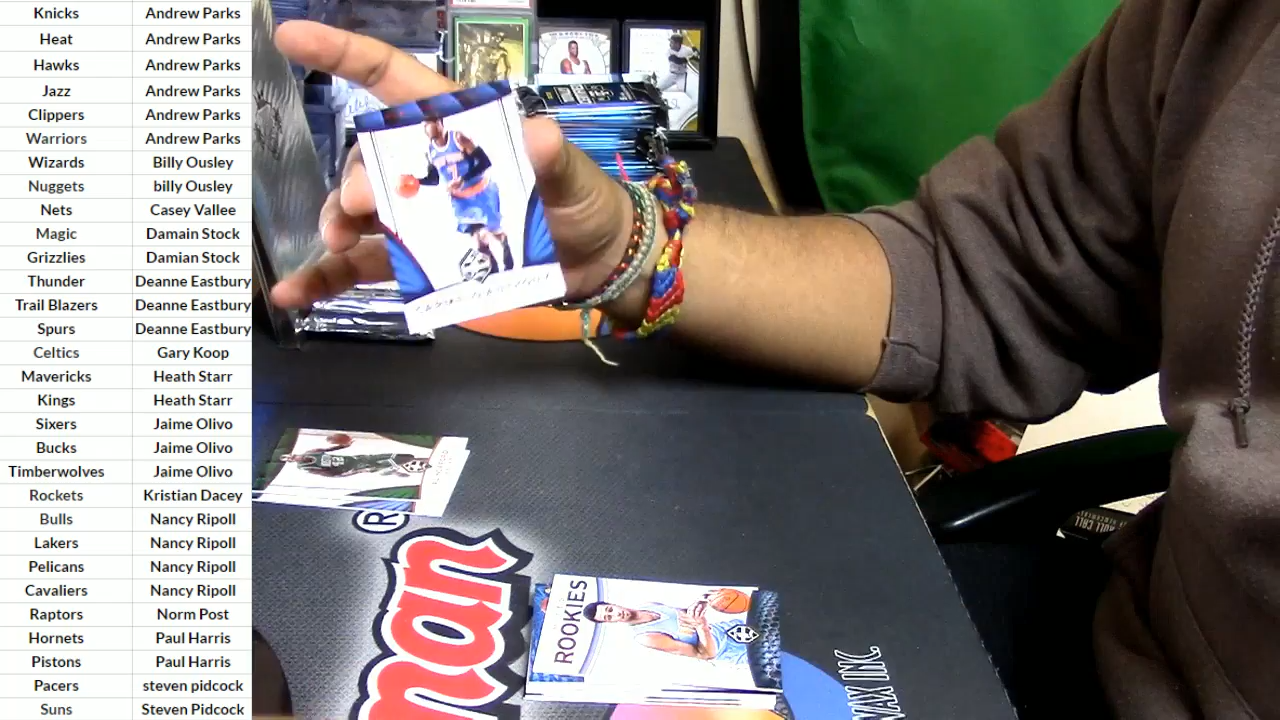 Knicks Andrew Parks
Heat Andrew Parks
Hawks Andrew Parks
Jazz Andrew Parks
Clippers Andrew Parks
Warriors Andrew Parks
Wizards Billy Ousley
Nuggets billy Ousley
Nets Casey Vallee
Magic Damain Stock
Grizzlies Damian Stock
Thunder Deanne Eastbury
Trail Blazers Deanne Eastbury
Spurs Deanne Eastbury
Celtics Gary Koop
Mavericks Heath Starr
Kings Heath Starr
Sixers Jaime Olivo
Bucks Jaime Olivo
Timberwolves Jaime Olivo
Rockets Kristian Dacey
Bulls Nancy Ripoll
Lakers Nancy Ripoll
Pelicans Nancy Ripoll
Cavaliers Nancy Ripoll
Raptors Norm Post
Hornets Paul Harris
Pistons Paul Harris
Pacers steven pidcock
Suns Steven Pidcock
7
®
man
ROOKIES
WAX INC